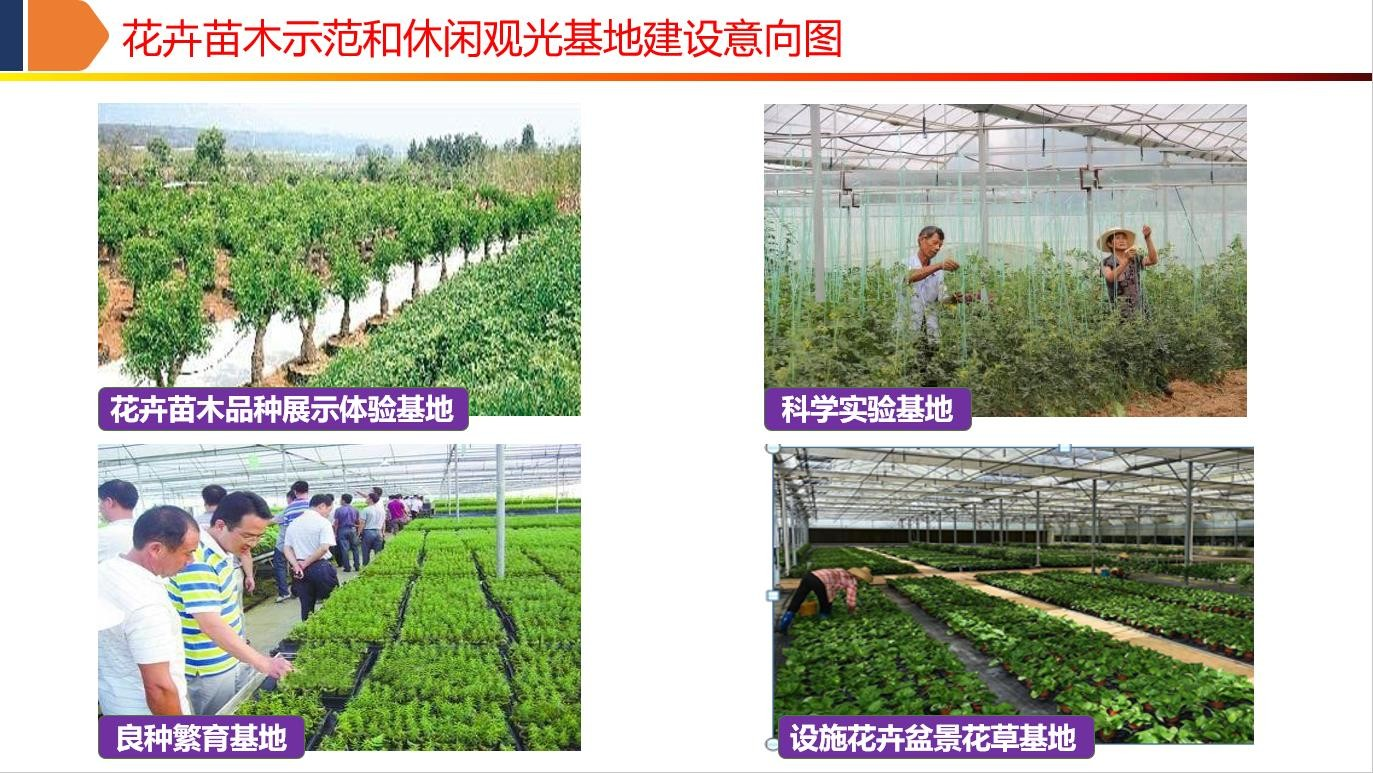 花卉苗木示范和休闲观光基地建设意向图
花卉苗木品种展示体验基地
科学实验基地
良种繁育基地
设施花卉盆景花草基地